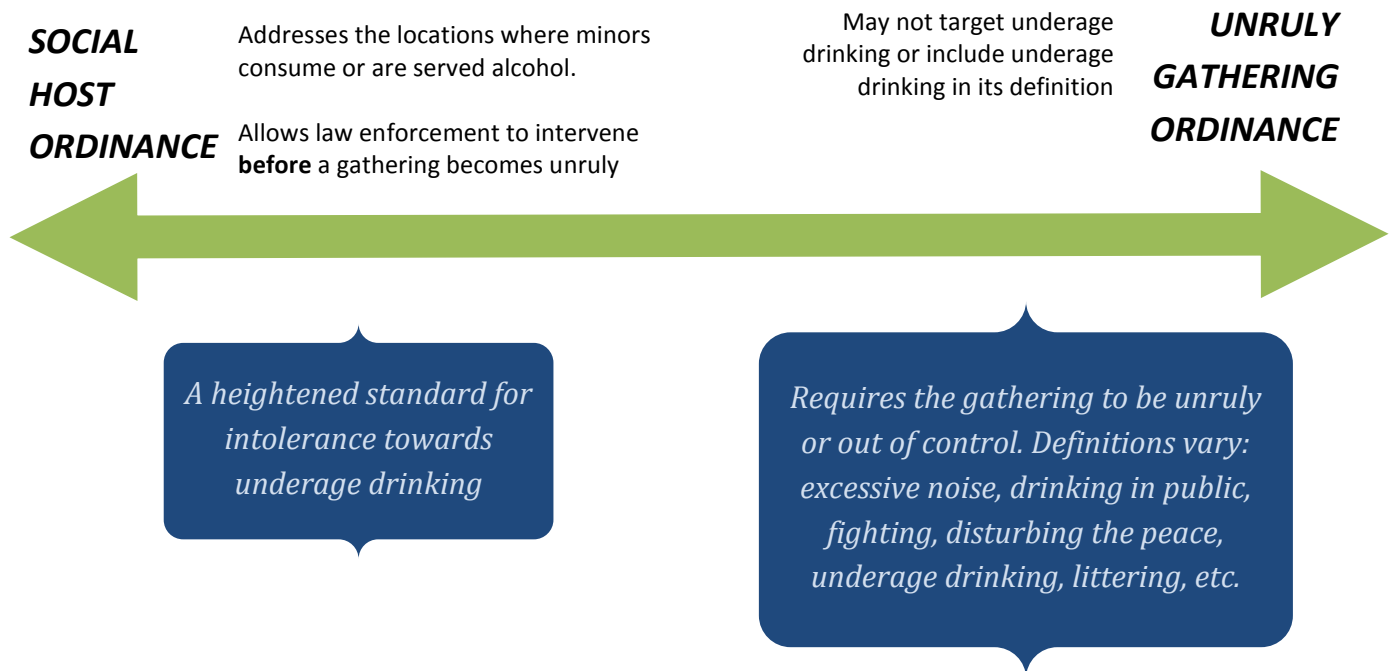 SOCIAL
HOST
ORDINANCE
Addresses the locations where minors
consume or are served alcohol.
Allows law enforcement to intervene
before a gathering becomes unruly
May not target underage
drinking or include underage
drinking in its definition
UNRULY
GATHERING
ORDINANCE
A heightened standard for
intolerance towards
underage drinking
Requires the gathering to be unruly
or out of control. Definitions vary:
excessive noise, drinking in public,
fighting, disturbing the peace,
underage drinking, littering, etc.